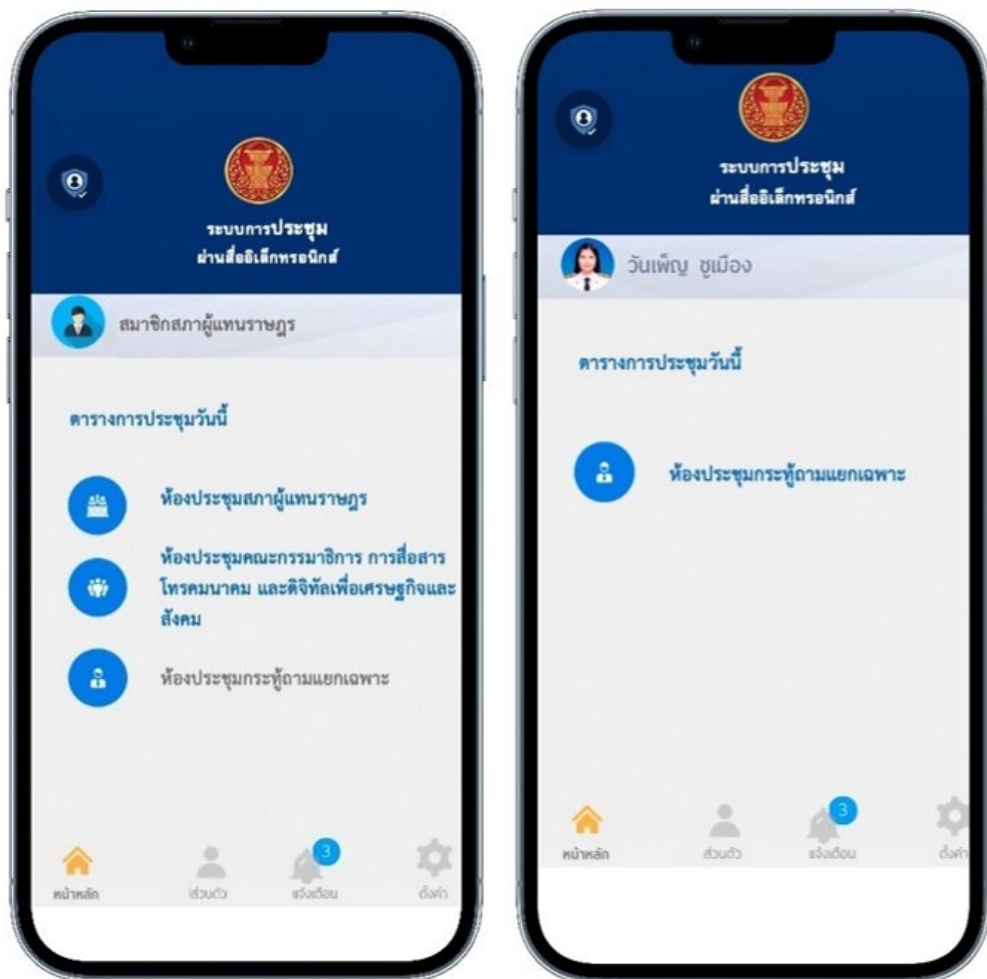 ระบบการประชุม
ผ่านสื่ออิเล็กทรอนิกส์
สมาชิกสภาผู้แทนราษฎร
ตารางการประชุมวันนี้
ห้องประชุมสภาผู้แทนราษฎร
ห้องประชุมคณะกรรมาธิการ การสื่อสาร
โทรคมนาคม และดิจิทัลเพื่อเศรษฐกิจและ
สังคม
ห้องประชุมกระทู้ถามแยกเฉพาะ
3
หน้าหลัก
ส่วนตัว
แจ้งเตือน
ตั้งค่า
ระบบการประชุม
ผ่านสื่ออิเล็กทรอนิกส์
วันเพ็ญ ชูเมือง
ตารางการประชุมวันนี้
ห้องประชุมกระทู้ถามแยกเฉพาะ
3
หน้าหลัก
ส่วนตัว
แจ้งเตือน
ตั้งค่า